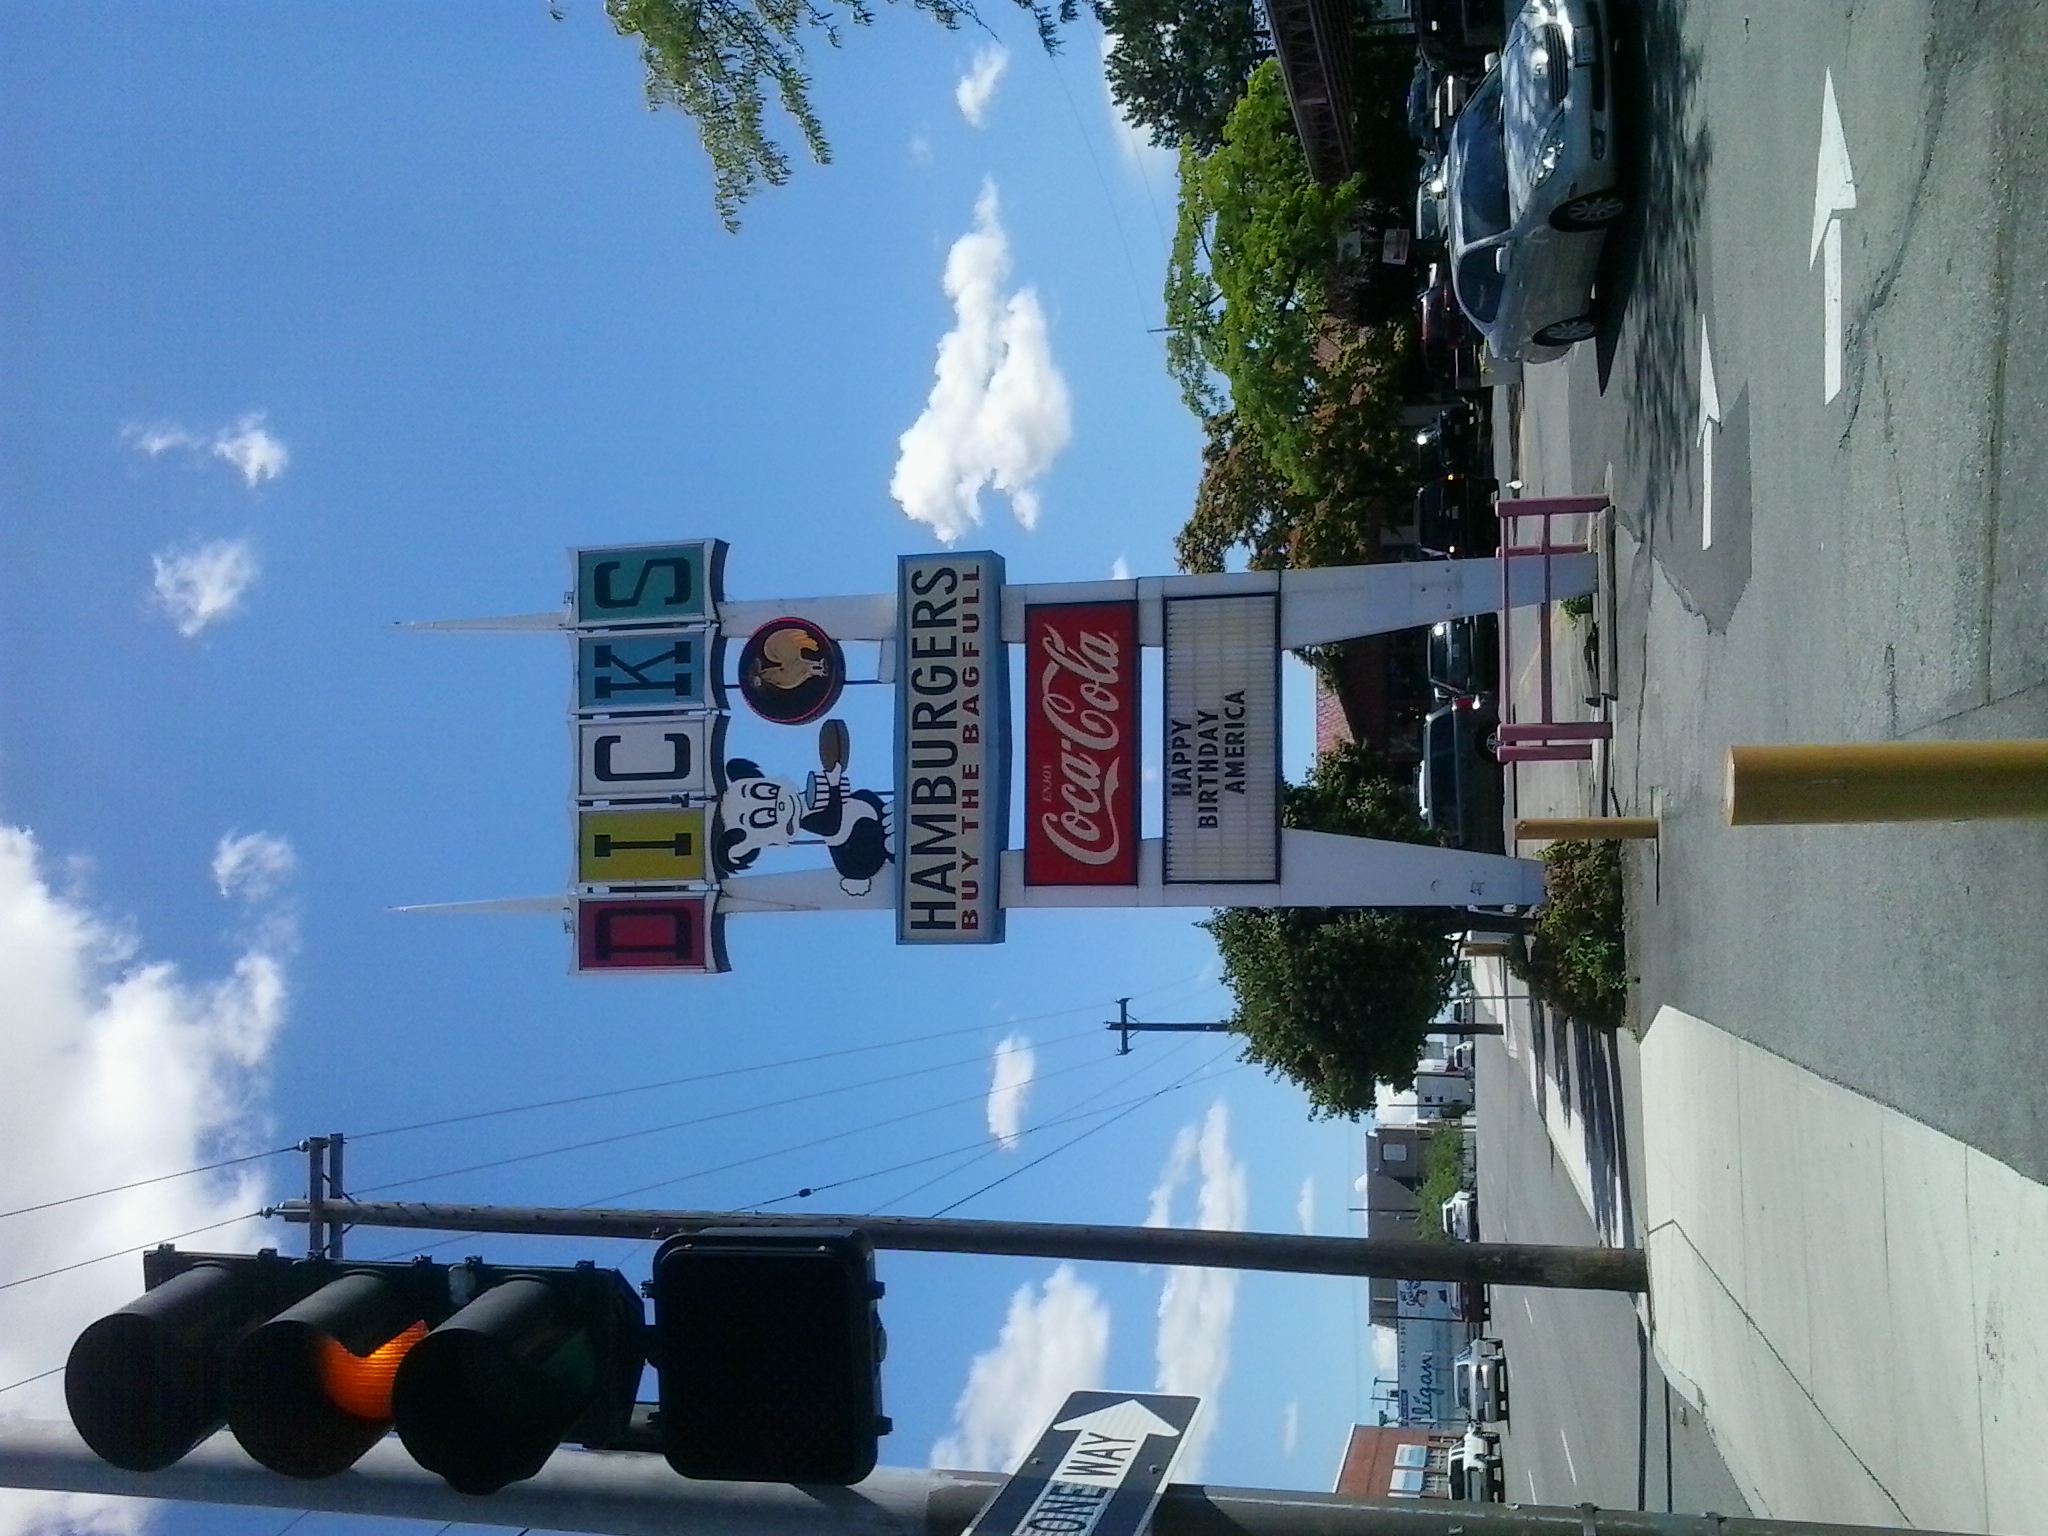 DICKS
HAMBURGERS
BUY THE BAGFULL
ENJOY
Coca-Cola
HAPPY
BIRTHDAY
AMERICA
ONE WAY